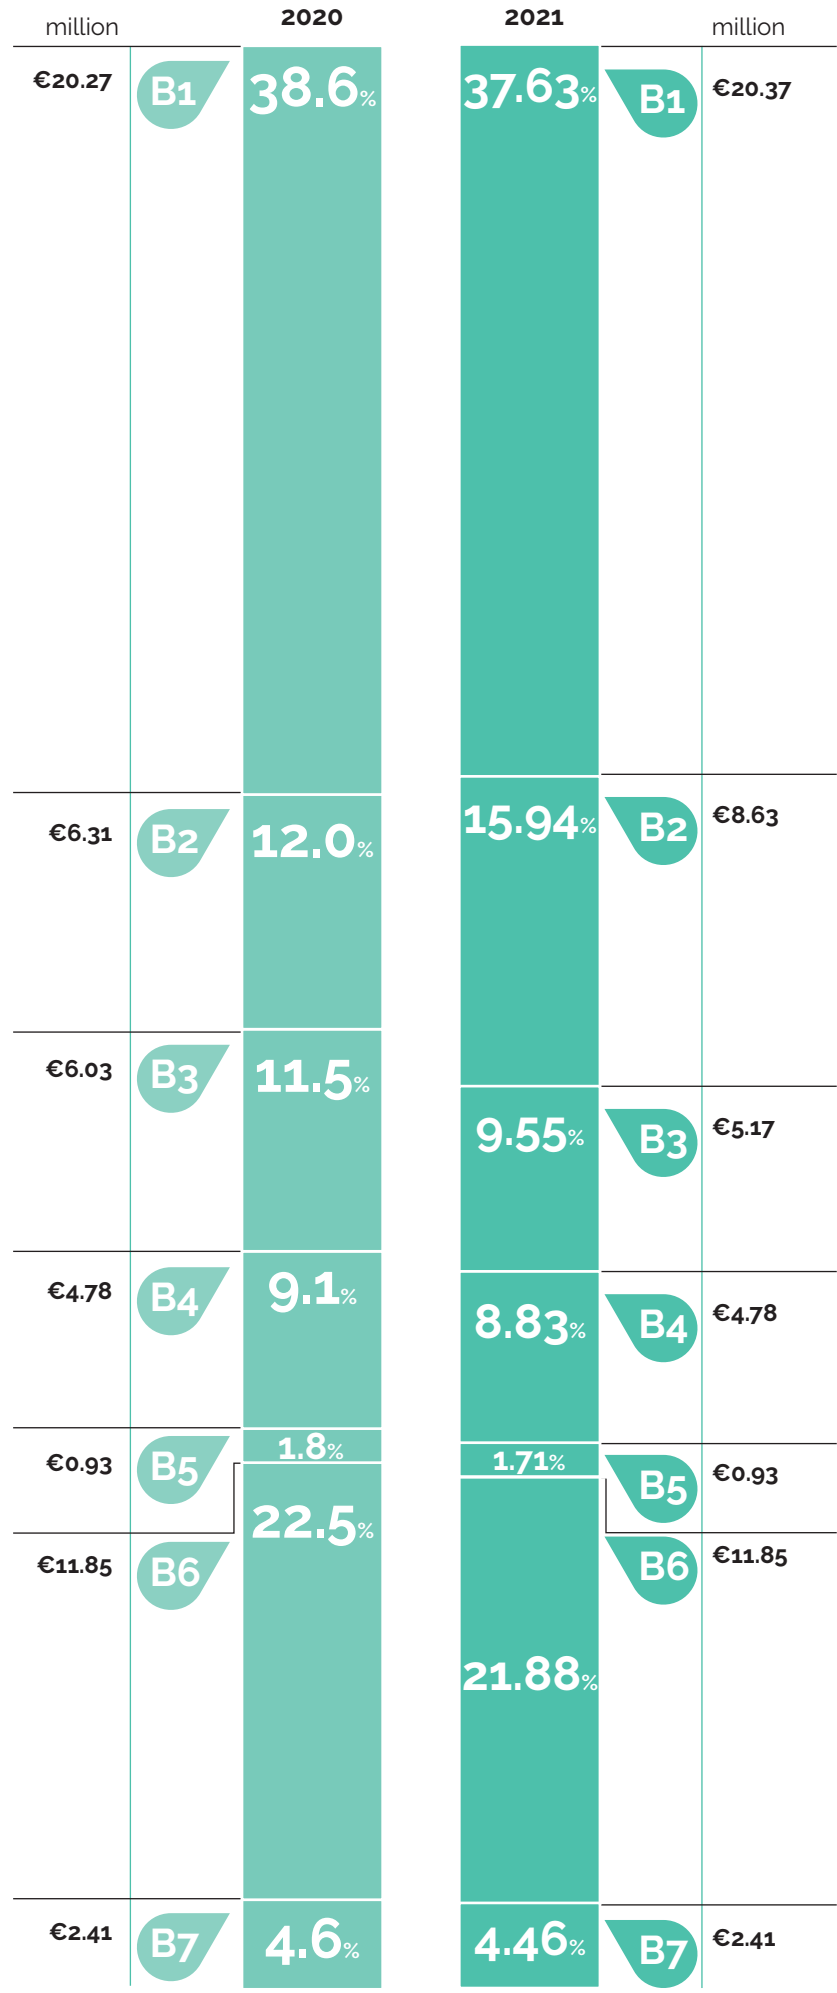 2020 2021
million million
€20.27 B1 38.6% 37.63% B1 €20.37
€6.31 B2 12.0% 15.94% B2 €8.63
€6.03 B3 11.5% 9.55% B3 €5.17
€4.78 B4 9.1% 8.83% B4 €4.78
€0.93 B5 1.8% 1.71% B5 €0.93
€11.85 B6 22.5% 21.88% B6 €11.85
€2.41 B7 4.6% 4.46% B7 €2.41